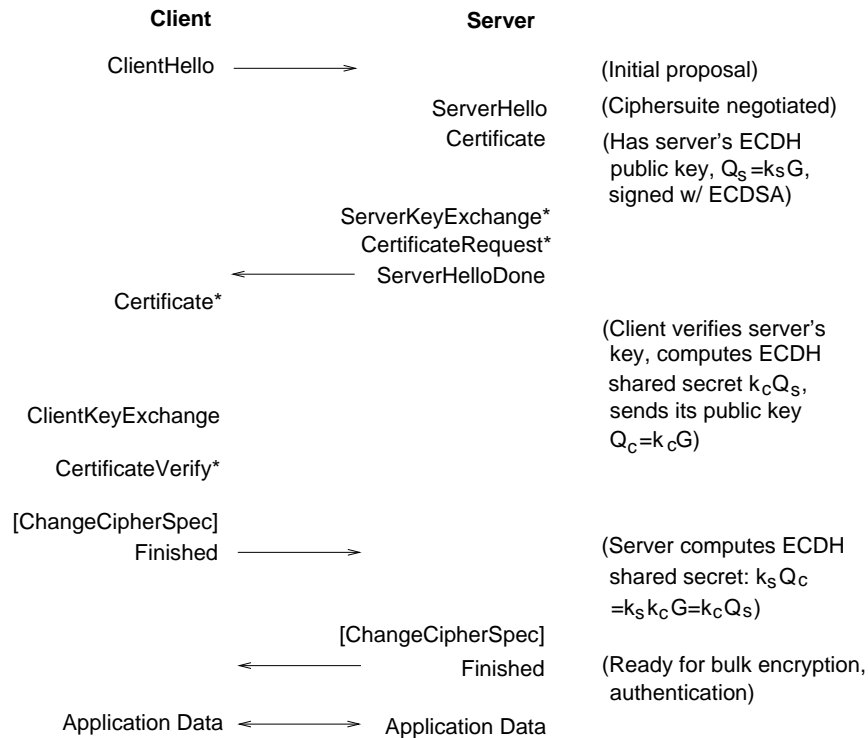 Client Server
ClientHello (Initial proposal)
ServerHello (Ciphersuite negotiated)
Certificate (Has server's ECDH
public key, Qs=ksG,
signed w/ ECDSA)
ServerKeyExchange*
CertificateRequest*
ServerHelloDone
Certificate*
(Client verifies server's
key, computes ECDH
shared secret kcQs,
ClientKeyExchange sends its public key
Qc=kcG)
CertificateVerify*
[ChangeCipherSpec]
Finished (Server computes ECDH
shared secret: ksQc
=kskcG=kcQs)
[ChangeCipherSpec]
Finished (Ready for bulk encryption,
authentication)
Application Data Application Data